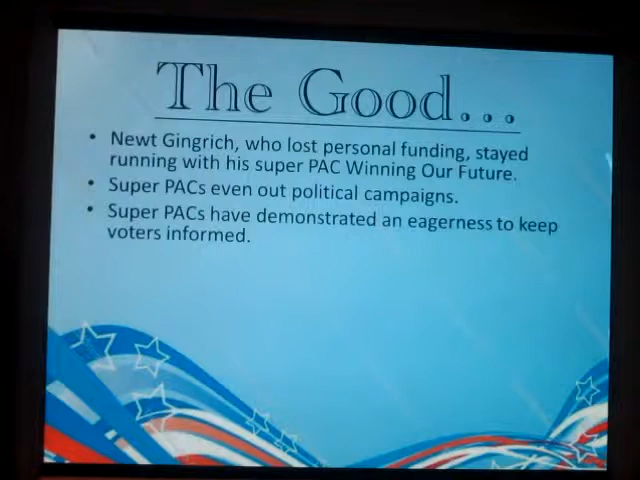 The Good...
• Newt Gingrich, who lost personal funding, stayed
running with his super PAC Winning Our Future.
• Super PACs even out political campaigns.
• Super PACs have demonstrated an eagerness to keep
voters informed.